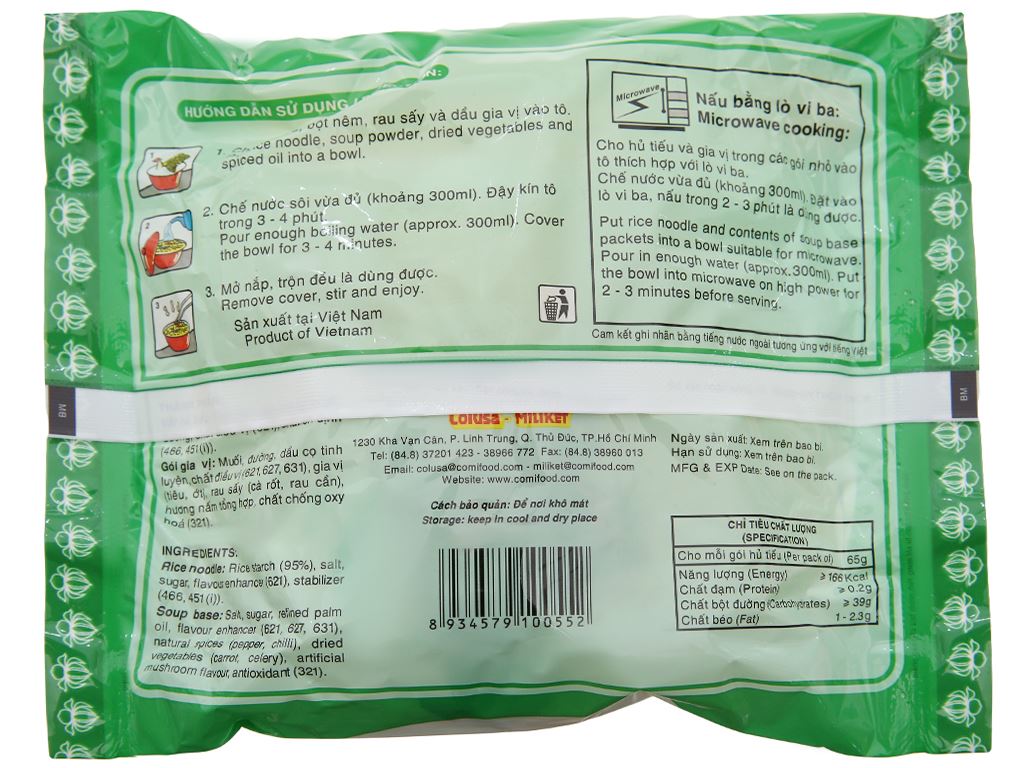 HƯỚNG DẪN SỬ DỤNG
bột nêm, rau sấy và dầu gia vị vào tô.
1. noodle, soup powder, dried vegetables and
spiced oil into a bowl.
2. Chế nước sôi vừa đủ (khoảng 300ml). Đậy kín tô
trong 3 - 4 phút.
Pour enough boiling water (approx. 300ml). Cover
the bowl for 3 - 4 minutes.
3. Mở nắp, trộn đều là dùng được.
Remove cover, stir and enjoy.
Sản xuất tại Việt Nam
Product of Vietnam
1
2
3
Microwave
Nấu bằng lò vi ba:
Microwave cooking:
Cho hủ tiếu và gia vị trong các gói nhỏ vào
tô thích hợp với lò vi ba.
Chế nước vừa đủ (khoảng 300ml). Đặt vào
lò vi ba, nấu trong 2 - 3 phút là dùng được.
Put rice noodle and contents of soup base
packets into a bowl suitable for microwave.
Pour in enough water (approx.300ml). Put
the bowl into microwave on high power for
2 - 3 minutes before serving.
Cam kết ghi nhãn bằng tiếng nước ngoài tương ứng với tiếng Việt
BM
BM
(466, 451(i)).
Gói gia vị: Muối, đường, dầu cọ tinh
luyện, chất điều vị (621, 627, 631), gia vị
(tiêu, ớt), rau sấy (cà rốt, rau cần),
hương nấm tổng hợp, chất chống oxy
hoá (321).
INGREDIENTS:
Rice noodle: Rice starch (95%), salt,
sugar, flavour enhance (621), stabilizer
(466, 451(i)).
Soup base: Salt, sugar, refined palm
oil, flavour enhancer (621, 627, 631),
natural spices (pepper, chilli), dried
vegetables (carrot, celery), artificial
mushroom flavour, antioxidant (321).
Colusa - Miliket
1230 Kha Vạn Cân, P. Linh Trung, Q. Thủ Đức, TP.Hồ Chí Minh
Tel: (84.8) 37201 423 - 38966 772 Fax: (84.8) 38960 013
Email: colusa@comifood.com - miliket@comifood.com
Website: www.comifood.com
Cách bảo quản: Để nơi khô mát
Storage: keep in cool and dry place
8 934579 100552
Ngày sản xuất: Xem trên bao bì.
Hạn sử dụng: Xem trên bao bì.
MFG & EXP Date: See on the pack.
CHỈ TIÊU CHẤT LƯỢNG
(SPECIFICATION)
Cho mỗi gói hủ tiếu (Per pack of) 65g
Năng lượng (Energy) ≥ 166 Kcal
Chất đạm (Protein) ≥ 0.2g
Chất bột đường (Carbohydrates) ≥ 39g
Chất béo (Fat) 1 - 2.3g